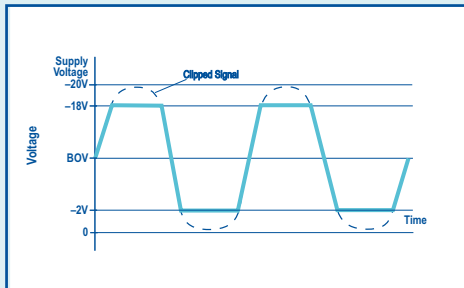 Supply
Voltage
–20V
Clipped Signal
–18V
Voltage
BOV
–2V
Time
0